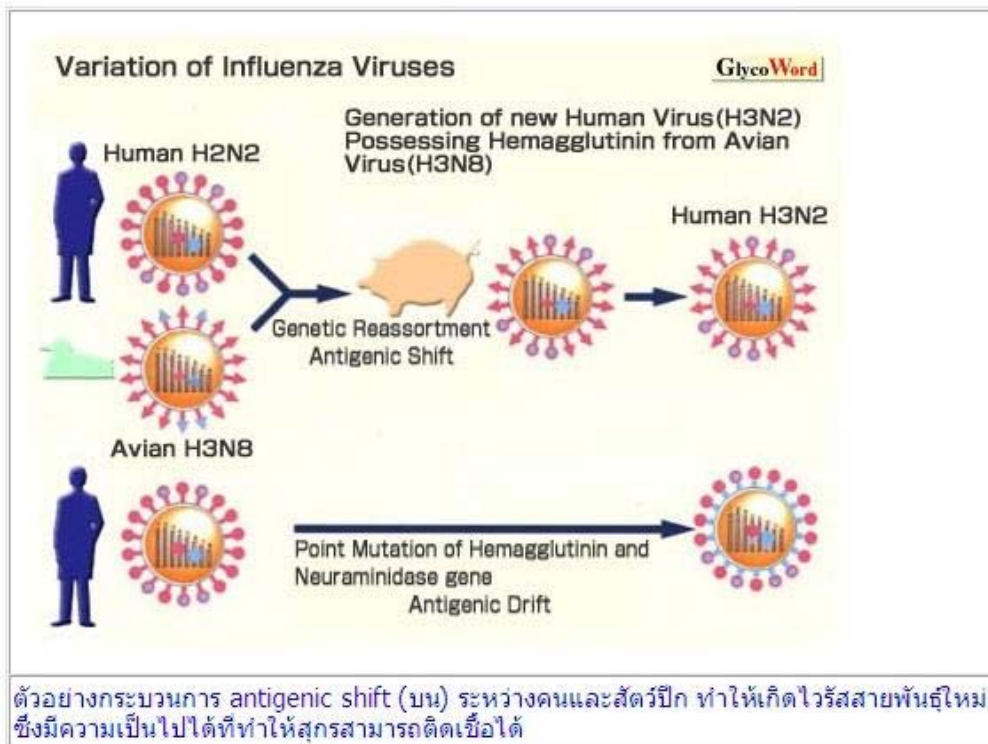 Variation of Influenza Viruses
GlycoWord
Generation of new Human Virus(H3N2)
Possessing Hemagglutinin from Avian
Virus(H3N8)
Human H2N2
Human H3N2
Genetic Reassortment
Antigenic Shift
Avian H3N8
Point Mutation of Hemagglutinin and
Neuraminidase gene
Antigenic Drift
ตัวอย่างกระบวนการ antigenic shift (บน) ระหว่างคนและสัตว์ปีก ทำให้เกิดไวรัสสายพันธุ์ใหม่
ซึ่งมีความเป็นไปได้ที่ทำให้สุกรสามารถติดเชื้อได้